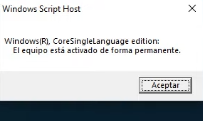 Windows Script Host
Windows(R), CoreSingleLanguage edition:
El equipo está activado de forma permanente.
Aceptar